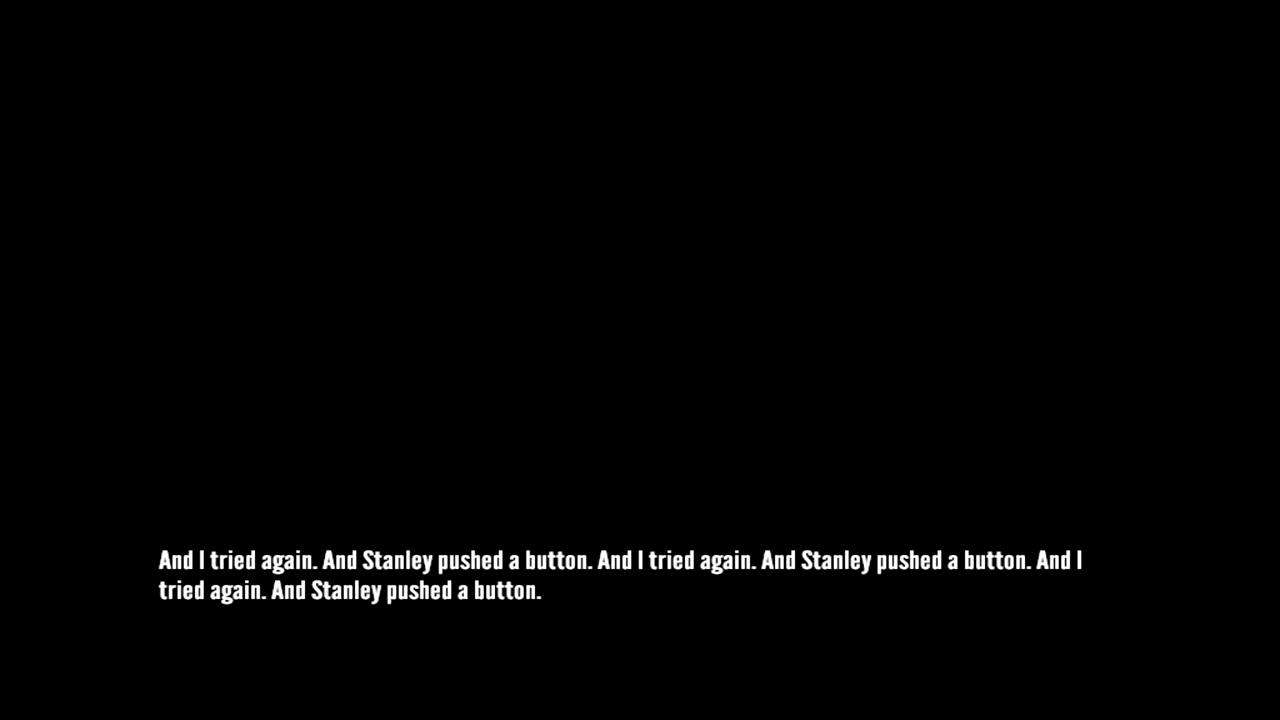 And I tried again. And Stanley pushed a button. And I tried again. And Stanley pushed a button. And I
tried again. And Stanley pushed a button.